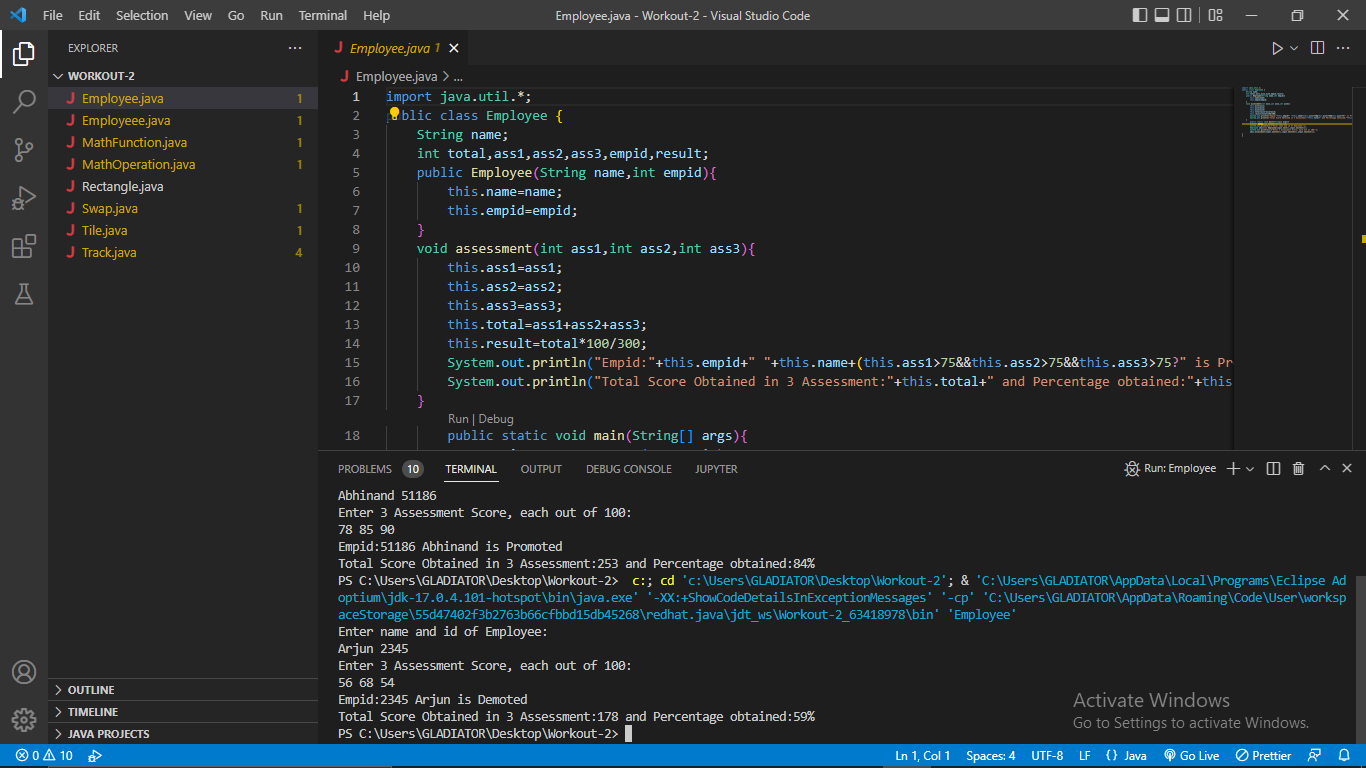 File Edit Selection View Go Run Terminal Help
Employee.java - Workout-2 - Visual Studio Code
EXPLORER
WORKOUT-2
Employee.java 1
Employeee.java 1
MathFunction.java 1
MathOperation.java 1
Rectangle.java
Swap.java 1
Tile.java 1
Track.java 4
OUTLINE
TIMELINE
JAVA PROJECTS
Employee.java 1
Employee.java > ...
1 import java.util.*;
2 blic class Employee {
3 String name;
4 int total,ass1,ass2,ass3,empid,result;
5 public Employee(String name,int empid){
6 this.name=name;
7 this.empid=empid;
8 }
9 void assessment(int ass1,int ass2,int ass3){
10 this.ass1=ass1;
11 this.ass2=ass2;
12 this.ass3=ass3;
13 this.total=ass1+ass2+ass3;
14 this.result=total*100/300;
15 System.out.println("Empid:"+this.empid+" "+this.name+(this.ass1>75&&this.ass2>75&&this.ass3>75?" is Pr
16 System.out.println("Total Score Obtained in 3 Assessment:"+this.total+" and Percentage obtained:"+this
17 }
Run | Debug
18 public static void main(String[] args){
PROBLEMS 10 TERMINAL OUTPUT DEBUG CONSOLE JUPYTER
Run: Employee
Abhinand 51186
Enter 3 Assessment Score, each out of 100:
78 85 90
Empid:51186 Abhinand is Promoted
Total Score Obtained in 3 Assessment:253 and Percentage obtained:84%
PS C:\Users\GLADIATOR\Desktop\Workout-2>  c:; cd 'c:\Users\GLADIATOR\Desktop\Workout-2'; & 'C:\Users\GLADIATOR\AppData\Local\Programs\Eclipse Ad
optium\jdk-17.0.4.101-hotspot\bin\java.exe' '-XX:+ShowCodeDetailsInExceptionMessages' '-cp' 'C:\Users\GLADIATOR\AppData\Roaming\Code\User\worksp
aceStorage\55d47402f3b2763b66cfbbd15db45268\redhat.java\jdt_ws\Workout-2_63418978\bin' 'Employee'
Enter name and id of Employee:
Arjun 2345
Enter 3 Assessment Score, each out of 100:
56 68 54
Empid:2345 Arjun is Demoted
Total Score Obtained in 3 Assessment:178 and Percentage obtained:59%
PS C:\Users\GLADIATOR\Desktop\Workout-2>
Activate Windows
Go to Settings to activate Windows.
0 10
Ln 1, Col 1 Spaces: 4 UTF-8 LF {} Java Go Live Prettier